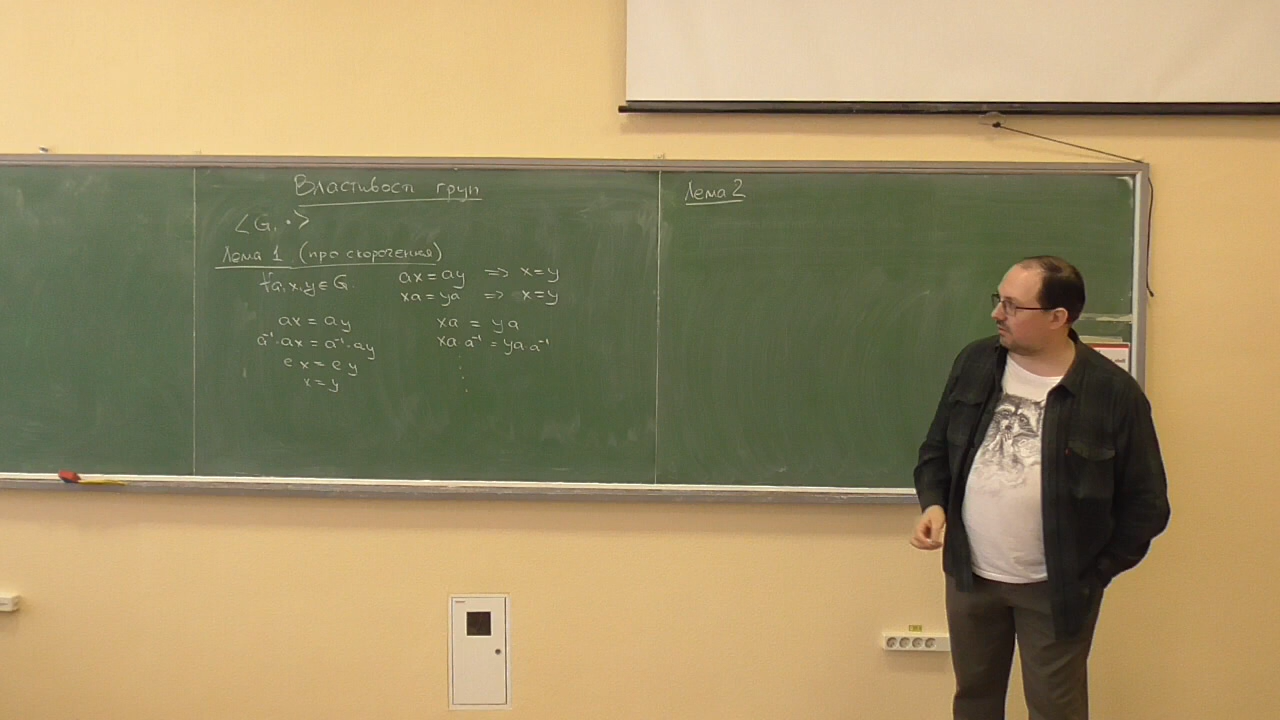 Властивості груп
<G, •>
Лема 1 (про скорочення)
∀a,x,y ∈ G. ax = ay => x = y
xa = ya => x = y
ax = ay
a⁻¹·ax = a⁻¹·ay
ex = ey
x = y
xa = ya
xa·a⁻¹ = ya·a⁻¹
⋮
Лема 2